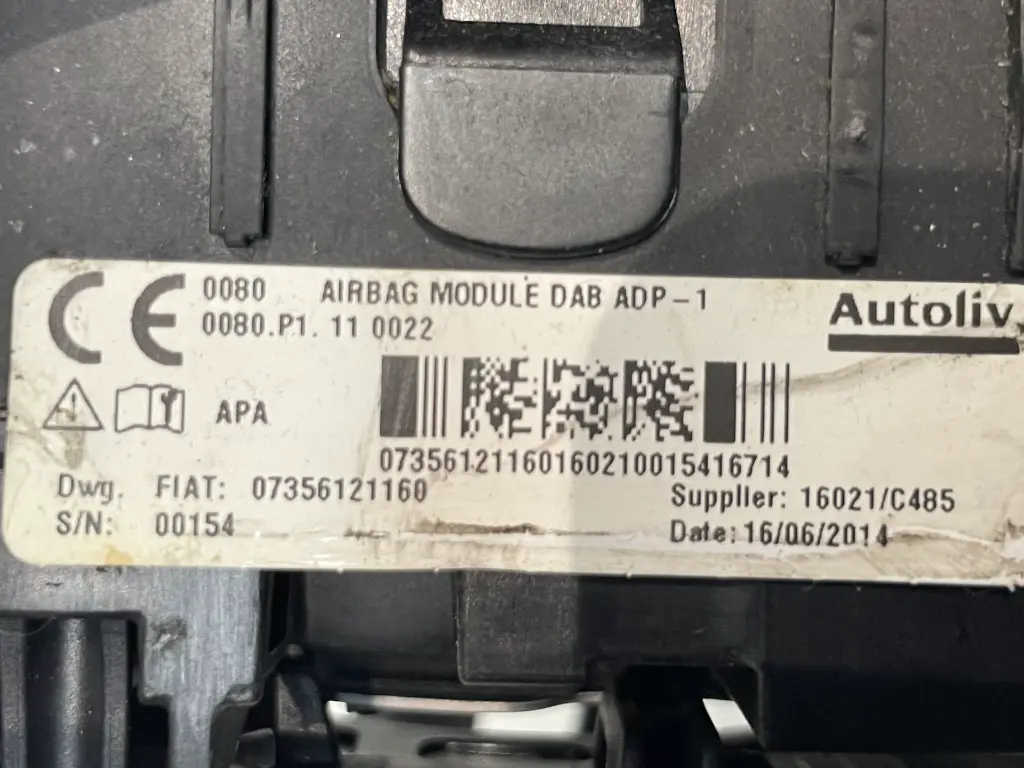 CE 0080 AIRBAG MODULE DAB ADP-1
0080.P1. 11 0022
Autoliv
APA
07356121160160210015416714
Dwg. FIAT: 07356121160
Supplier: 16021/C485
S/N: 00154
Date: 16/06/2014